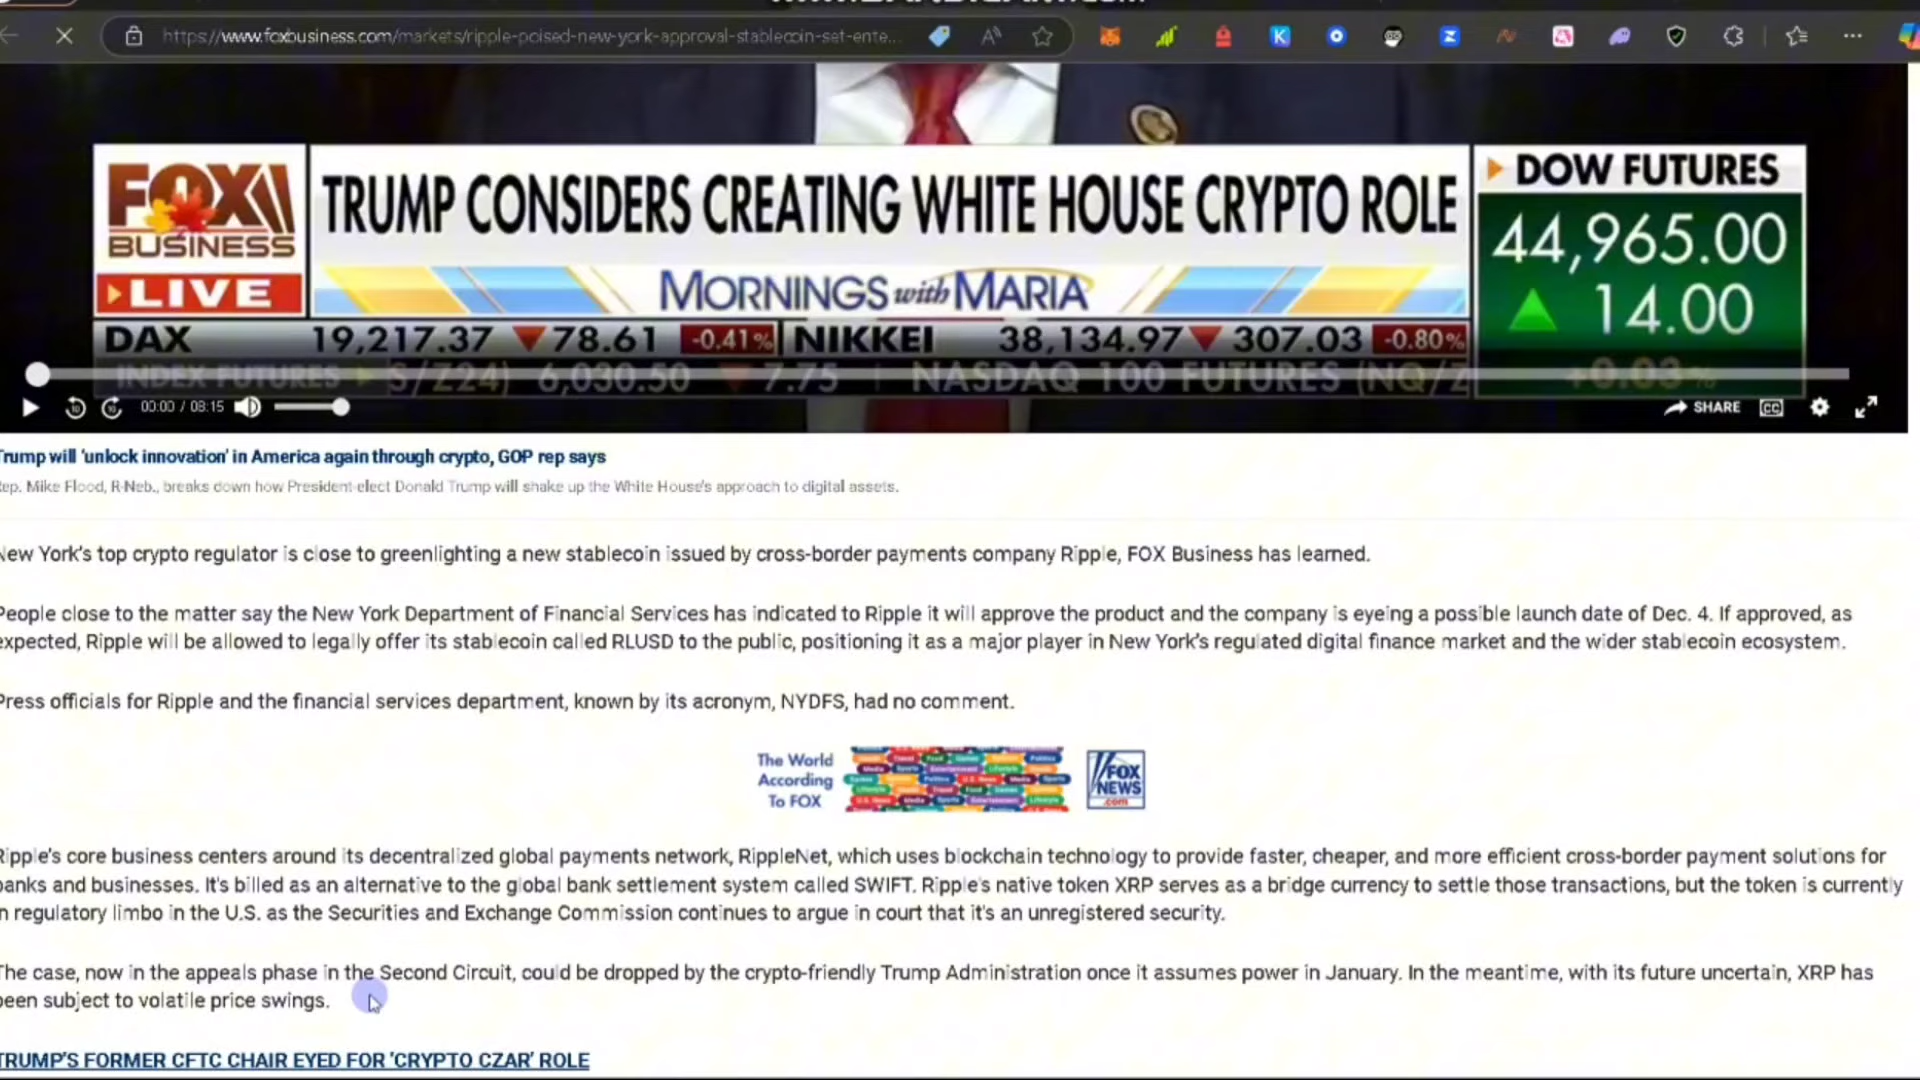 https://www.foxbusiness.com/markets/ripple-poised-new-york-approval-stablecoin-set-ente...
FOX
BUSINESS
LIVE
TRUMP CONSIDERS CREATING WHITE HOUSE CRYPTO ROLE
MORNINGS with MARIA
DOW FUTURES
44,965.00
14.00
+0.03%
DAX 19,217.37 78.61 -0.41% NIKKEI 38,134.97 307.03 -0.80%
INDEX FUTURES S/Z24) 6,030.50 7.75 NASDAQ 100 FUTURES (NQ/Z
00:00 / 08:15 SHARE CC
Trump will 'unlock innovation' in America again through crypto, GOP rep says
ep. Mike Flood, R-Neb., breaks down how President-elect Donald Trump will shake up the White House's approach to digital assets.
New York's top crypto regulator is close to greenlighting a new stablecoin issued by cross-border payments company Ripple, FOX Business has learned.
People close to the matter say the New York Department of Financial Services has indicated to Ripple it will approve the product and the company is eyeing a possible launch date of Dec. 4. If approved, as
expected, Ripple will be allowed to legally offer its stablecoin called RLUSD to the public, positioning it as a major player in New York's regulated digital finance market and the wider stablecoin ecosystem.
Press officials for Ripple and the financial services department, known by its acronym, NYDFS, had no comment.
The World
According
To FOX
FOX
NEWS
.com
Ripple's core business centers around its decentralized global payments network, RippleNet, which uses blockchain technology to provide faster, cheaper, and more efficient cross-border payment solutions for
banks and businesses. It's billed as an alternative to the global bank settlement system called SWIFT. Ripple's native token XRP serves as a bridge currency to settle those transactions, but the token is currently
n regulatory limbo in the U.S. as the Securities and Exchange Commission continues to argue in court that it's an unregistered security.
The case, now in the appeals phase in the Second Circuit, could be dropped by the crypto-friendly Trump Administration once it assumes power in January. In the meantime, with its future uncertain, XRP has
been subject to volatile price swings.
TRUMP'S FORMER CFTC CHAIR EYED FOR 'CRYPTO CZAR' ROLE